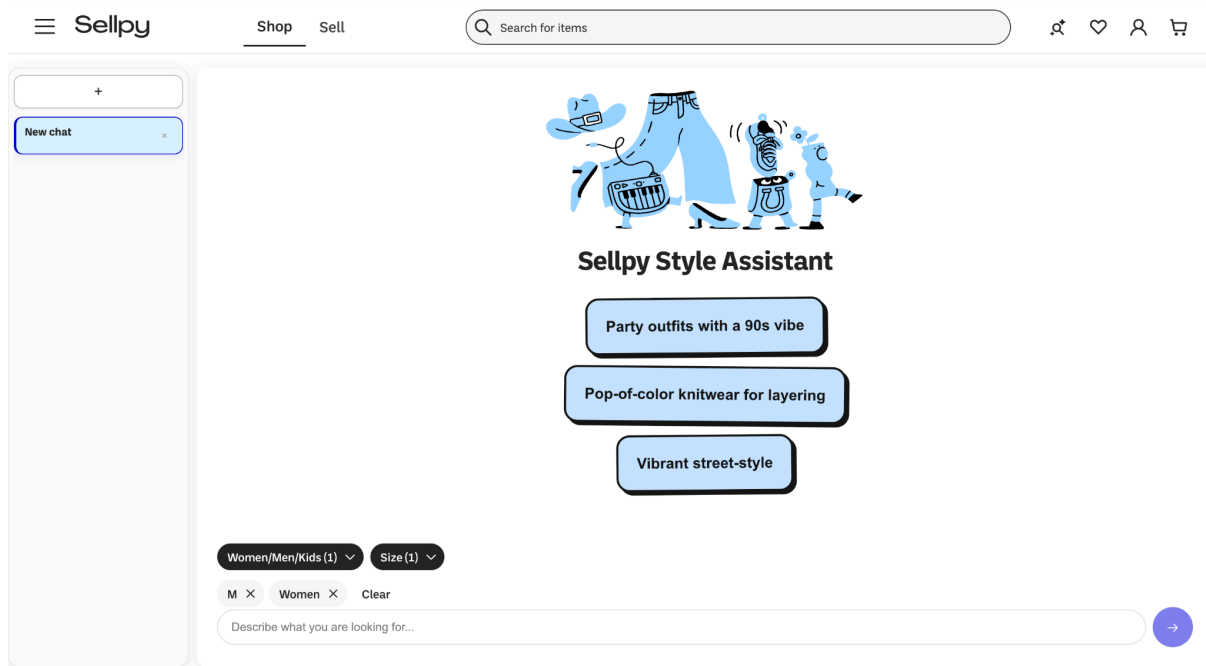 Sellpy
Shop
Sell
Search for items
+
New chat
×
Sellpy Style Assistant
Party outfits with a 90s vibe
Pop-of-color knitwear for layering
Vibrant street-style
Women/Men/Kids (1)
Size (1)
M ×
Women ×
Clear
Describe what you are looking for...